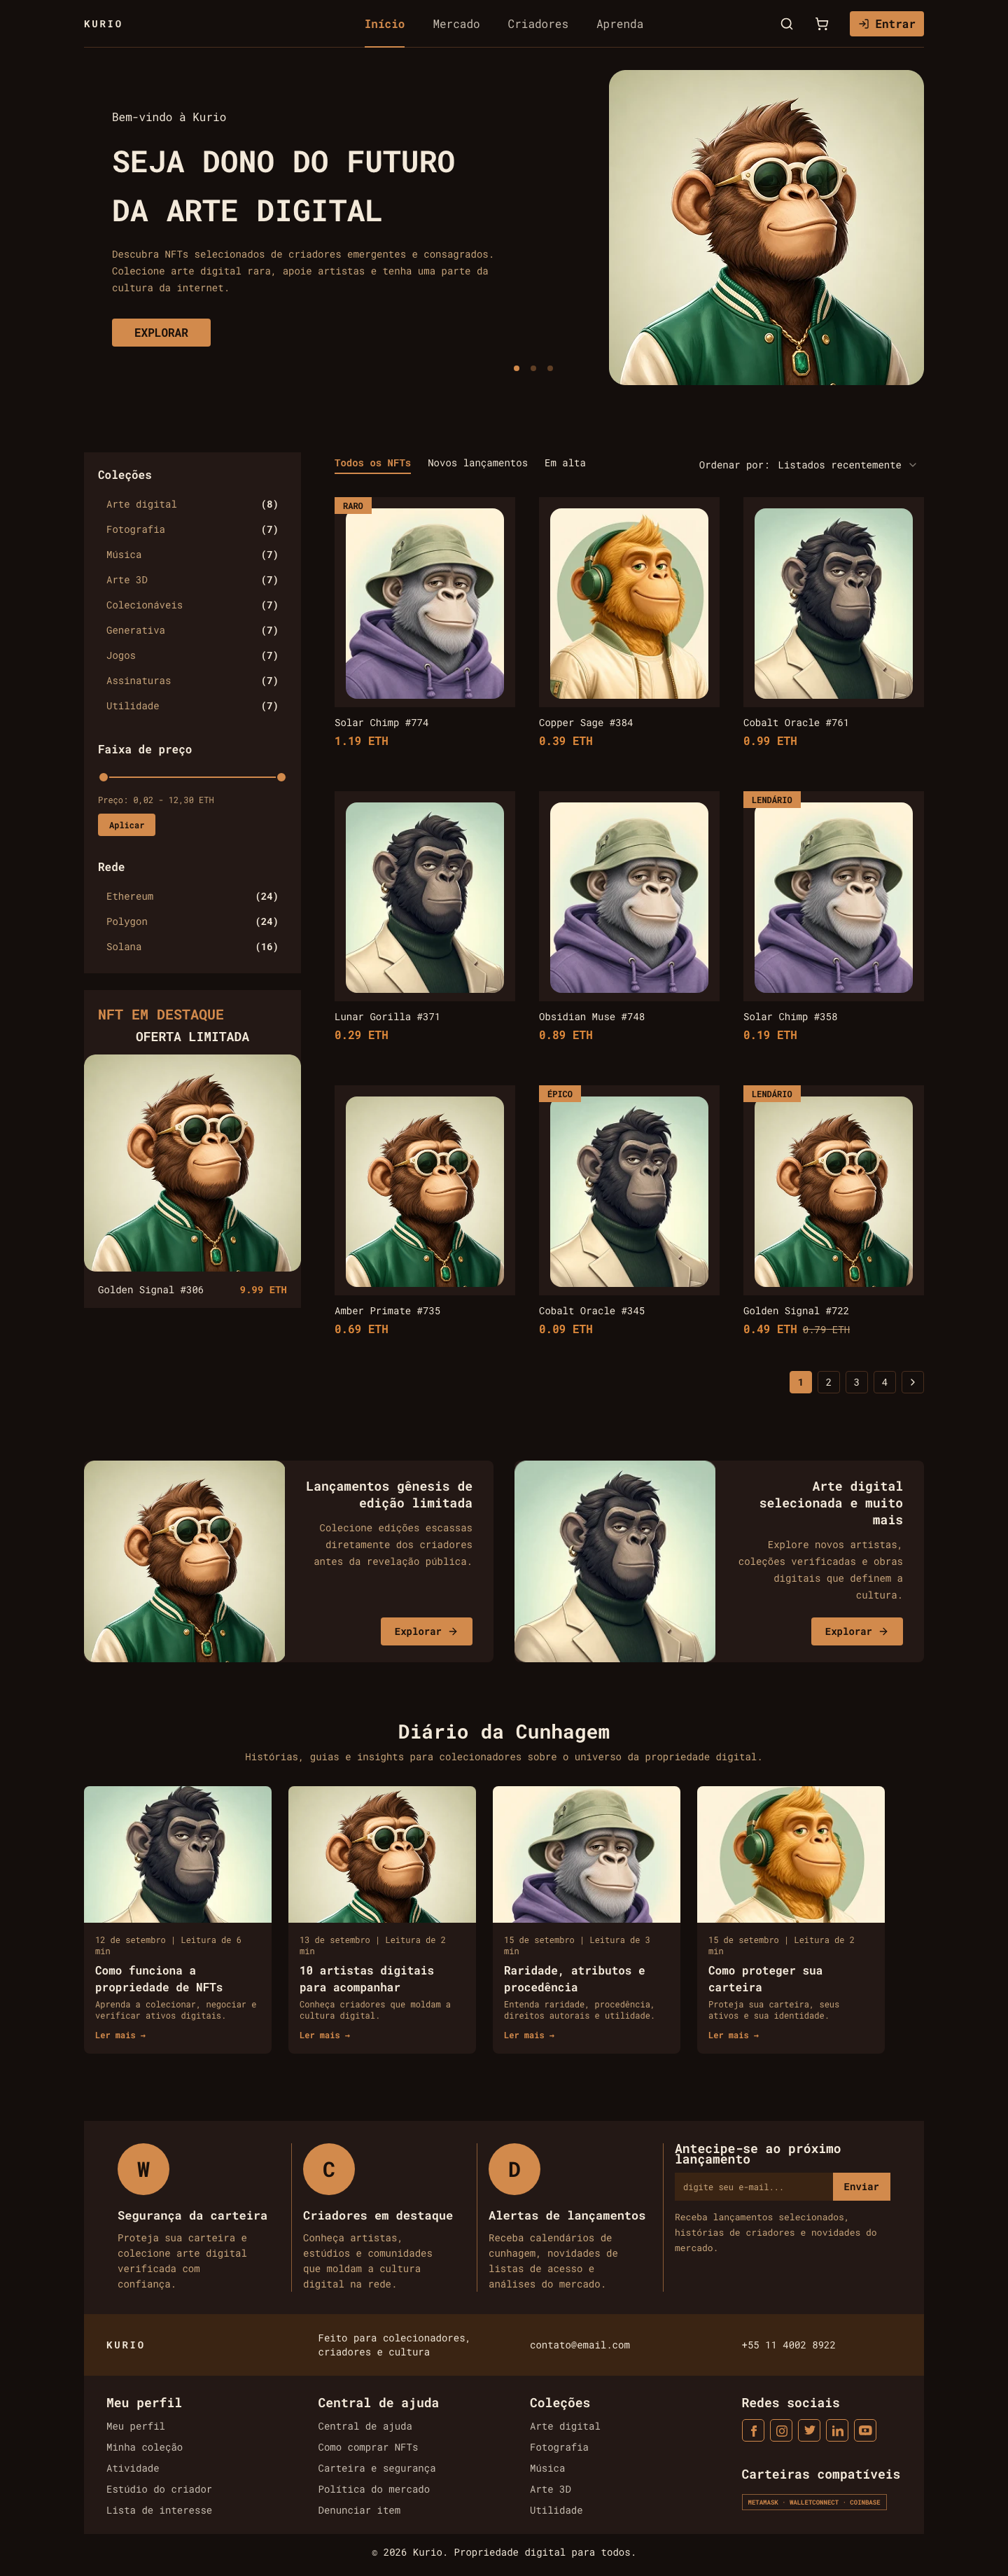 KURIO
Início
Mercado
Criadores
Aprenda
Entrar
Bem-vindo à Kurio
SEJA DONO DO FUTURO
DA ARTE DIGITAL
Descubra NFTs selecionados de criadores emergentes e consagrados.
Colecione arte digital rara, apoie artistas e tenha uma parte da
cultura da internet.
EXPLORAR
Coleções
Arte digital (8)
Fotografia (7)
Música (7)
Arte 3D (7)
Colecionáveis (7)
Generativa (7)
Jogos (7)
Assinaturas (7)
Utilidade (7)
Faixa de preço
Preço: 0,02 - 12,30 ETH
Aplicar
Rede
Ethereum (24)
Polygon (24)
Solana (16)
NFT EM DESTAQUE
OFERTA LIMITADA
Golden Signal #306 9.99 ETH
Todos os NFTs
Novos lançamentos
Em alta
Ordenar por: Listados recentemente
RARO
Solar Chimp #774
1.19 ETH
Copper Sage #384
0.39 ETH
Cobalt Oracle #761
0.99 ETH
Lunar Gorilla #371
0.29 ETH
Obsidian Muse #748
0.89 ETH
LENDÁRIO
Solar Chimp #358
0.19 ETH
Amber Primate #735
0.69 ETH
ÉPICO
Cobalt Oracle #345
0.09 ETH
LENDÁRIO
Golden Signal #722
0.49 ETH 0.79 ETH
1 2 3 4
Lançamentos gênesis de
edição limitada
Colecione edições escassas
diretamente dos criadores
antes da revelação pública.
Explorar →
Arte digital
selecionada e muito
mais
Explore novos artistas,
coleções verificadas e obras
digitais que definem a
cultura.
Explorar →
Diário da Cunhagem
Histórias, guias e insights para colecionadores sobre o universo da propriedade digital.
12 de setembro | Leitura de 6
min
Como funciona a
propriedade de NFTs
Aprenda a colecionar, negociar e
verificar ativos digitais.
Ler mais →
13 de setembro | Leitura de 2
min
10 artistas digitais
para acompanhar
Conheça criadores que moldam a
cultura digital.
Ler mais →
15 de setembro | Leitura de 3
min
Raridade, atributos e
procedência
Entenda raridade, procedência,
direitos autorais e utilidade.
Ler mais →
15 de setembro | Leitura de 2
min
Como proteger sua
carteira
Proteja sua carteira, seus
ativos e sua identidade.
Ler mais →
W
Segurança da carteira
Proteja sua carteira e
colecione arte digital
verificada com
confiança.
C
Criadores em destaque
Conheça artistas,
estúdios e comunidades
que moldam a cultura
digital na rede.
D
Alertas de lançamentos
Receba calendários de
cunhagem, novidades de
listas de acesso e
análises do mercado.
Antecipe-se ao próximo
lançamento
digite seu e-mail...
Enviar
Receba lançamentos selecionados,
histórias de criadores e novidades do
mercado.
KURIO
Feito para colecionadores,
criadores e cultura
contato@email.com
+55 11 4002 8922
Meu perfil
Meu perfil
Minha coleção
Atividade
Estúdio do criador
Lista de interesse
Central de ajuda
Central de ajuda
Como comprar NFTs
Carteira e segurança
Política do mercado
Denunciar item
Coleções
Arte digital
Fotografia
Música
Arte 3D
Utilidade
Redes sociais
Carteiras compatíveis
METAMASK · WALLETCONNECT · COINBASE
© 2026 Kurio. Propriedade digital para todos.